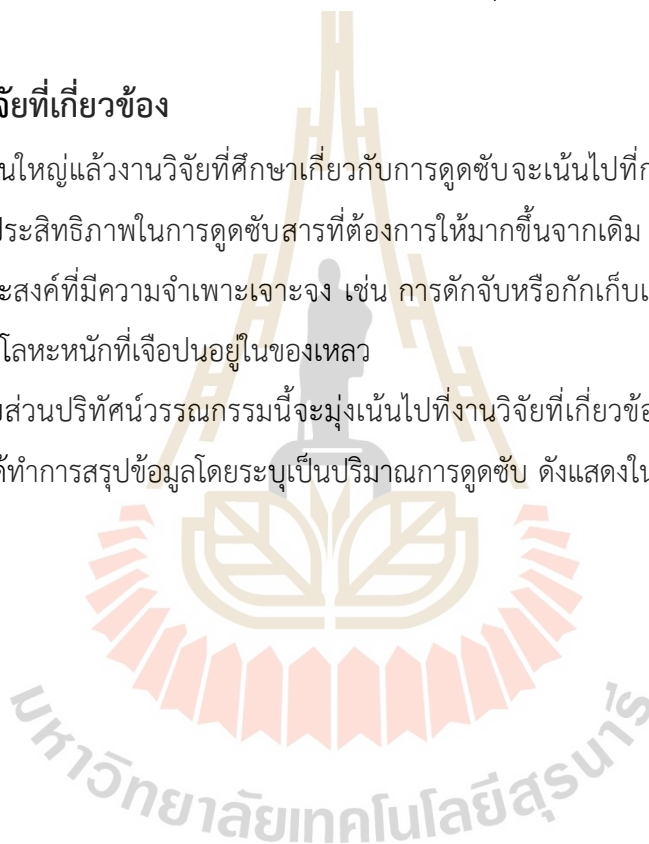 จัยที่เกี่ยวข้อง
นใหญ่แล้วงานวิจัยที่ศึกษาเกี่ยวกับการดูดซับจะเน้นไปที่ก
ประสิทธิภาพในการดูดซับสารที่ต้องการให้มากขึ้นจากเดิม
ะสงค์ที่มีความจำเพาะเจาะจง เช่น การดักจับหรือกักเก็บแ
โลหะหนักที่เจือปนอยู่ในของเหลว
ส่วนปริทัศน์วรรณกรรมนี้จะมุ่งเน้นไปที่งานวิจัยที่เกี่ยวข้อ
ด้ทำการสรุปข้อมูลโดยระบุเป็นปริมาณการดูดซับ ดังแสดงใน
มหาวิทยาลัยเทคโนโลยีสุรนารี